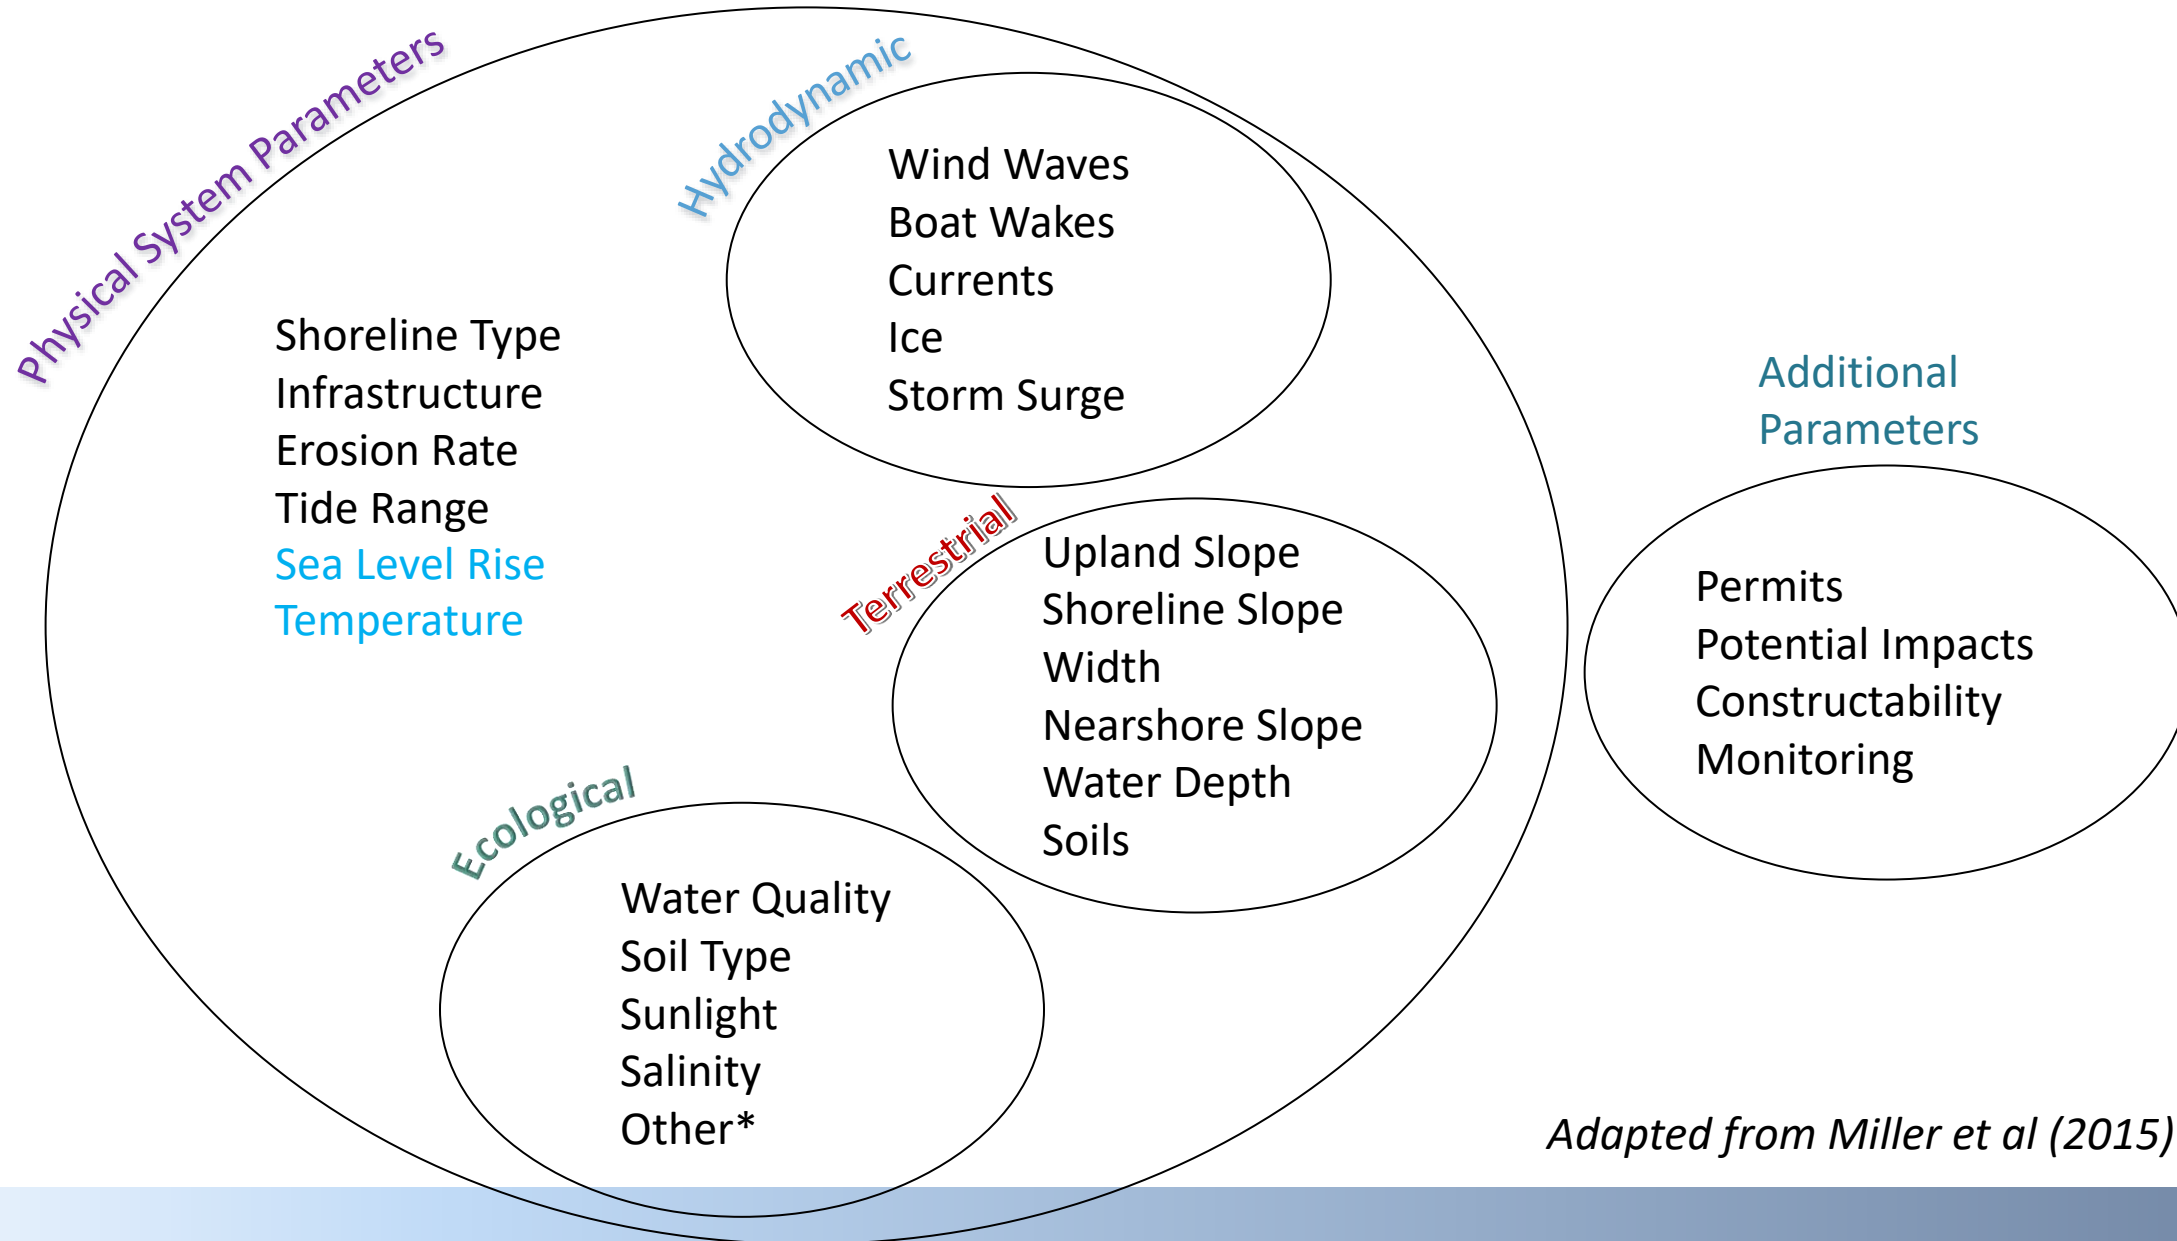 Physical System Parameters
Shoreline Type
Infrastructure
Erosion Rate
Tide Range
Sea Level Rise
Temperature
Hydrodynamic
Wind Waves
Boat Wakes
Currents
Ice
Storm Surge
Terrestrial
Upland Slope
Shoreline Slope
Width
Nearshore Slope
Water Depth
Soils
Ecological
Water Quality
Soil Type
Sunlight
Salinity
Other*
Additional
Parameters
Permits
Potential Impacts
Constructability
Monitoring
Adapted from Miller et al (2015)